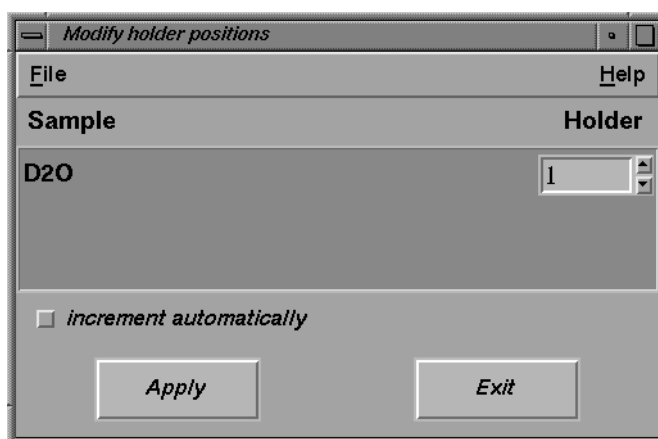 Modify holder positions
File Help
Sample Holder
D2O 1
increment automatically
Apply Exit